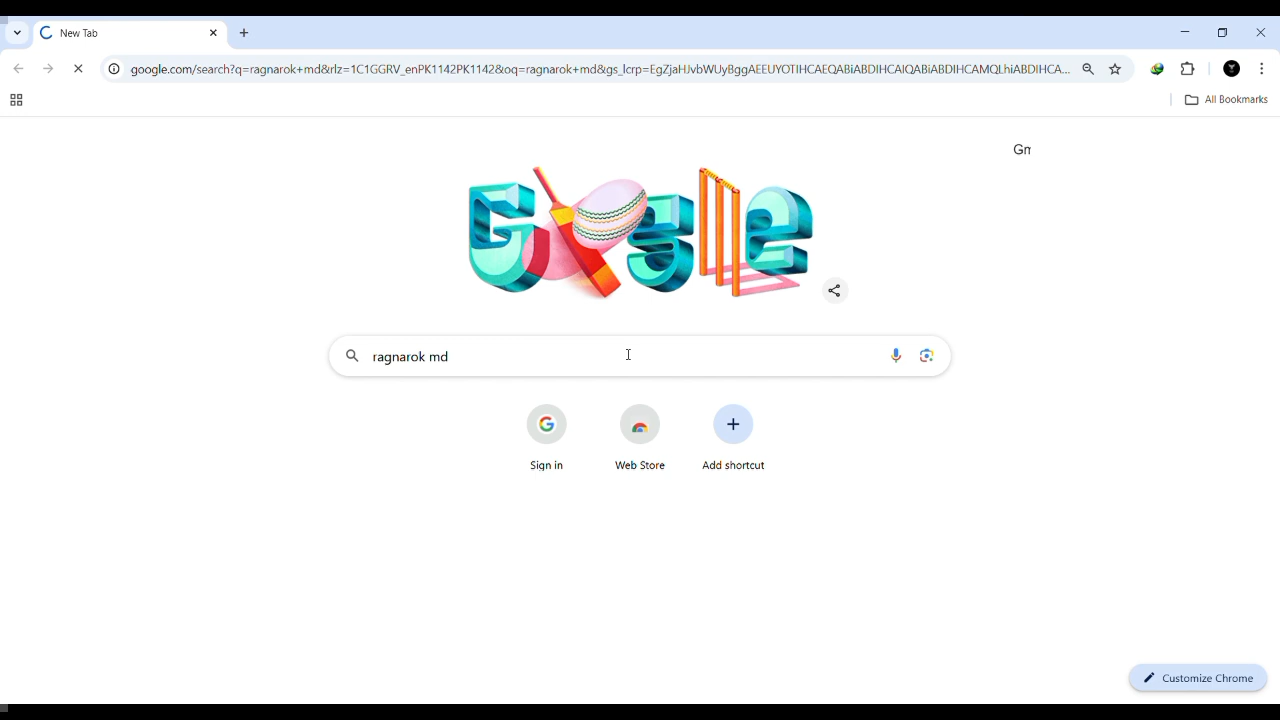 New Tab
google.com/search?q=ragnarok+md&rlz=1C1GGRV_enPK1142PK1142&oq=ragnarok+md&gs_lcrp=EgZjaHJvbWUyBggAEEUYOTIHCAEQABiABDIHCAIQABiABDIHCAMQLhiABDIHCA...
All Bookmarks
Gm
Google
ragnarok md
Sign in
Web Store
Add shortcut
Customize Chrome